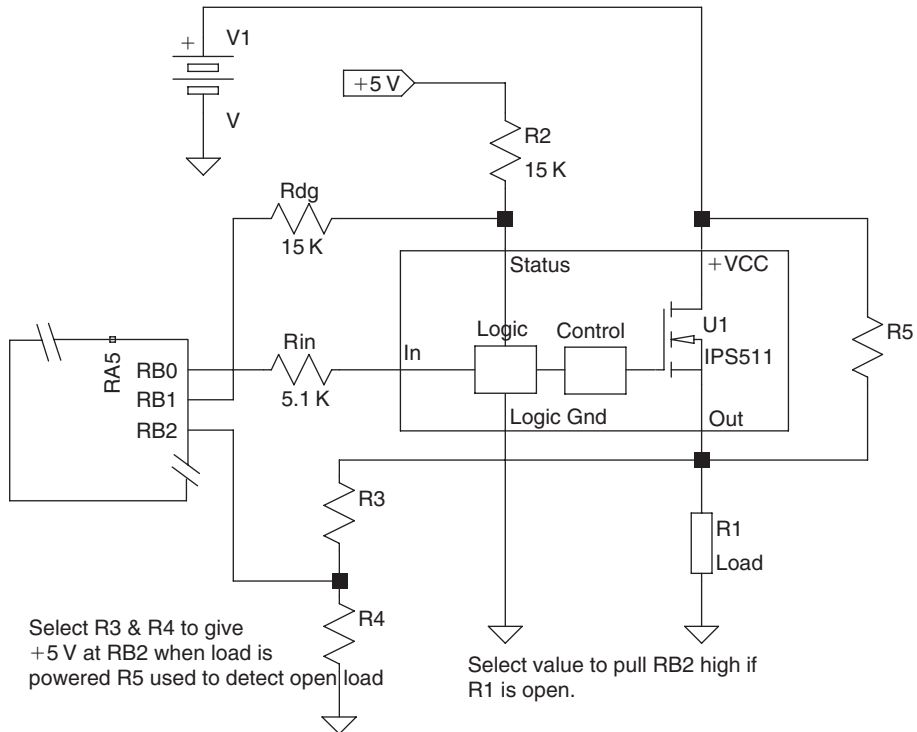 + V1
V
+5 V
R2
15 K
Rdg
15 K
Status
+VCC
R5
RA5
RB0
RB1
RB2
Rin
5.1 K
In
Logic
Control
U1
IPS511
Logic Gnd
Out
R3
R1
Load
R4
Select R3 & R4 to give
+5 V at RB2 when load is
powered R5 used to detect open load
Select value to pull RB2 high if
R1 is open.